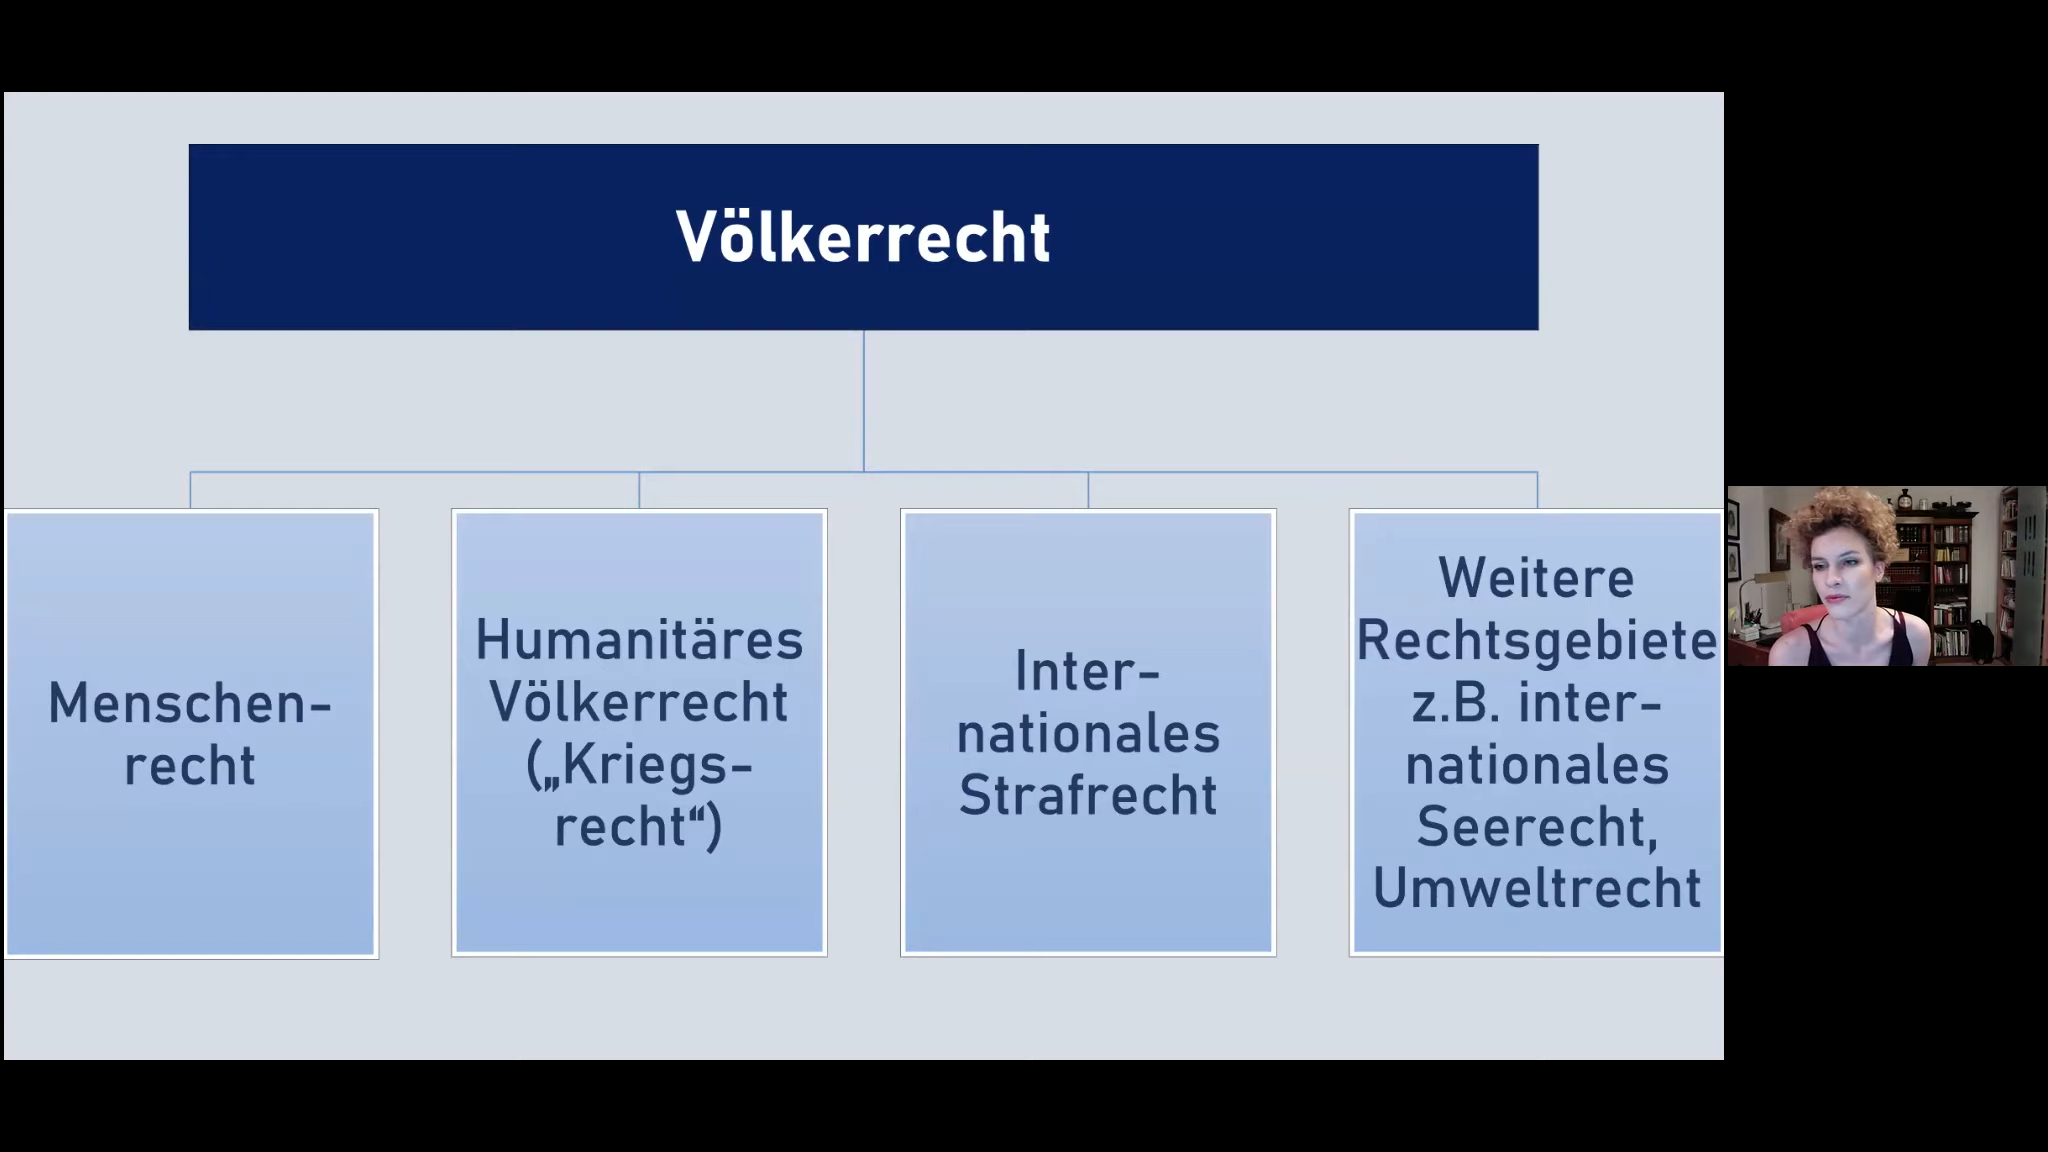 Völkerrecht
Menschen-
recht
Humanitäres
Völkerrecht
(„Kriegs-
recht“)
Inter-
nationales
Strafrecht
Weitere
Rechtsgebiete
z.B. inter-
nationales
Seerecht,
Umweltrecht